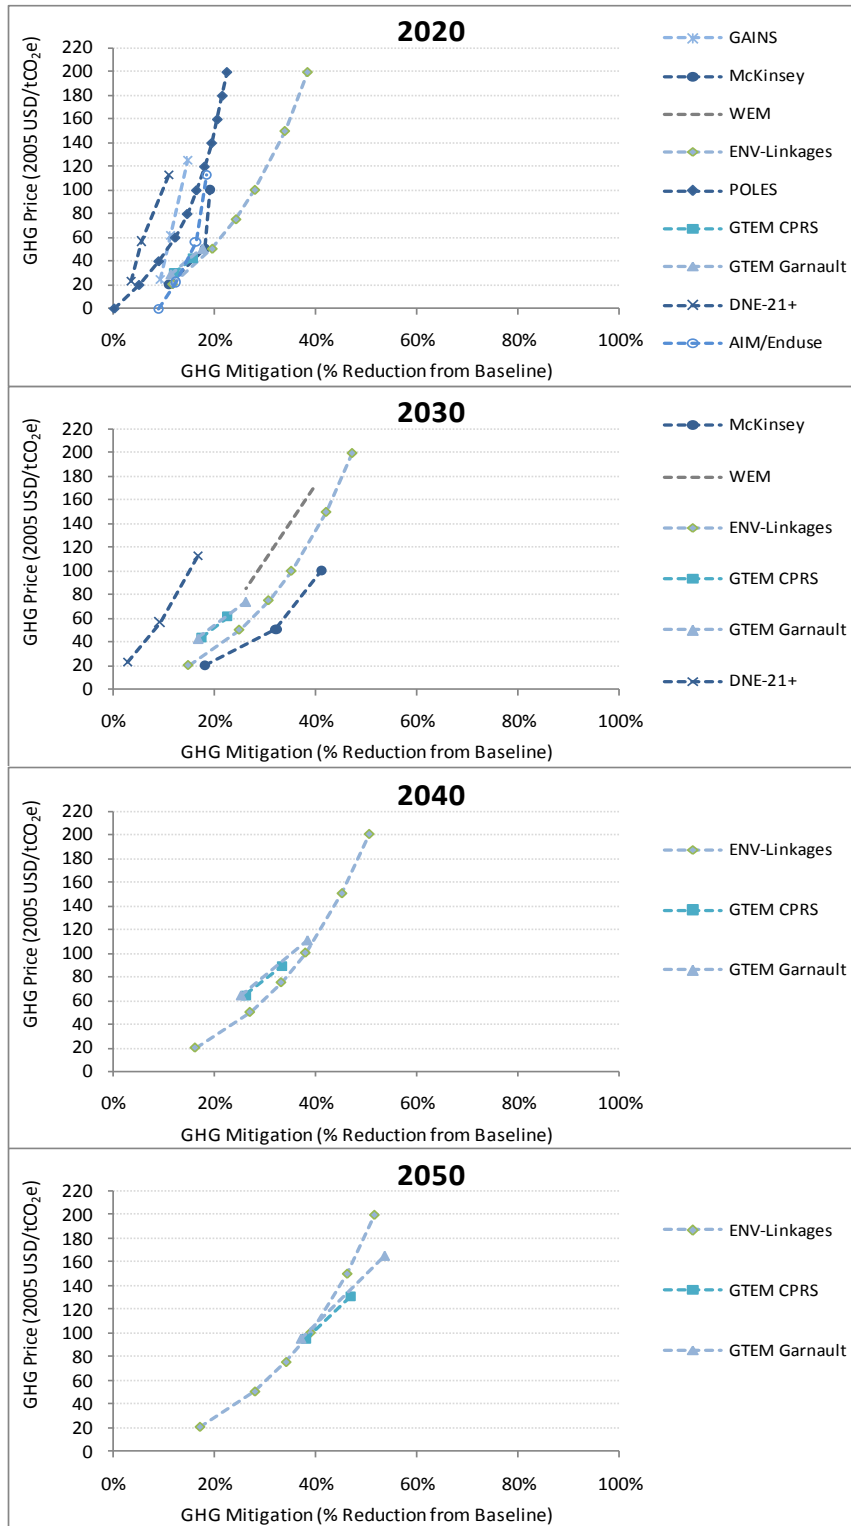 2020
GHG Price (2005 USD/tCO₂e)
220
200
180
160
140
120
100
80
60
40
20
0
0% 20% 40% 60% 80% 100%
GHG Mitigation (% Reduction from Baseline)
GAINS
McKinsey
WEM
ENV-Linkages
POLES
GTEM CPRS
GTEM Garnault
DNE-21+
AIM/Enduse
2030
GHG Price (2005 USD/tCO₂e)
220
200
180
160
140
120
100
80
60
40
20
0
0% 20% 40% 60% 80% 100%
GHG Mitigation (% Reduction from Baseline)
McKinsey
WEM
ENV-Linkages
GTEM CPRS
GTEM Garnault
DNE-21+
2040
GHG Price (2005 USD/tCO₂e)
220
200
180
160
140
120
100
80
60
40
20
0
0% 20% 40% 60% 80% 100%
GHG Mitigation (% Reduction from Baseline)
ENV-Linkages
GTEM CPRS
GTEM Garnault
2050
GHG Price (2005 USD/tCO₂e)
220
200
180
160
140
120
100
80
60
40
20
0
0% 20% 40% 60% 80% 100%
GHG Mitigation (% Reduction from Baseline)
ENV-Linkages
GTEM CPRS
GTEM Garnault